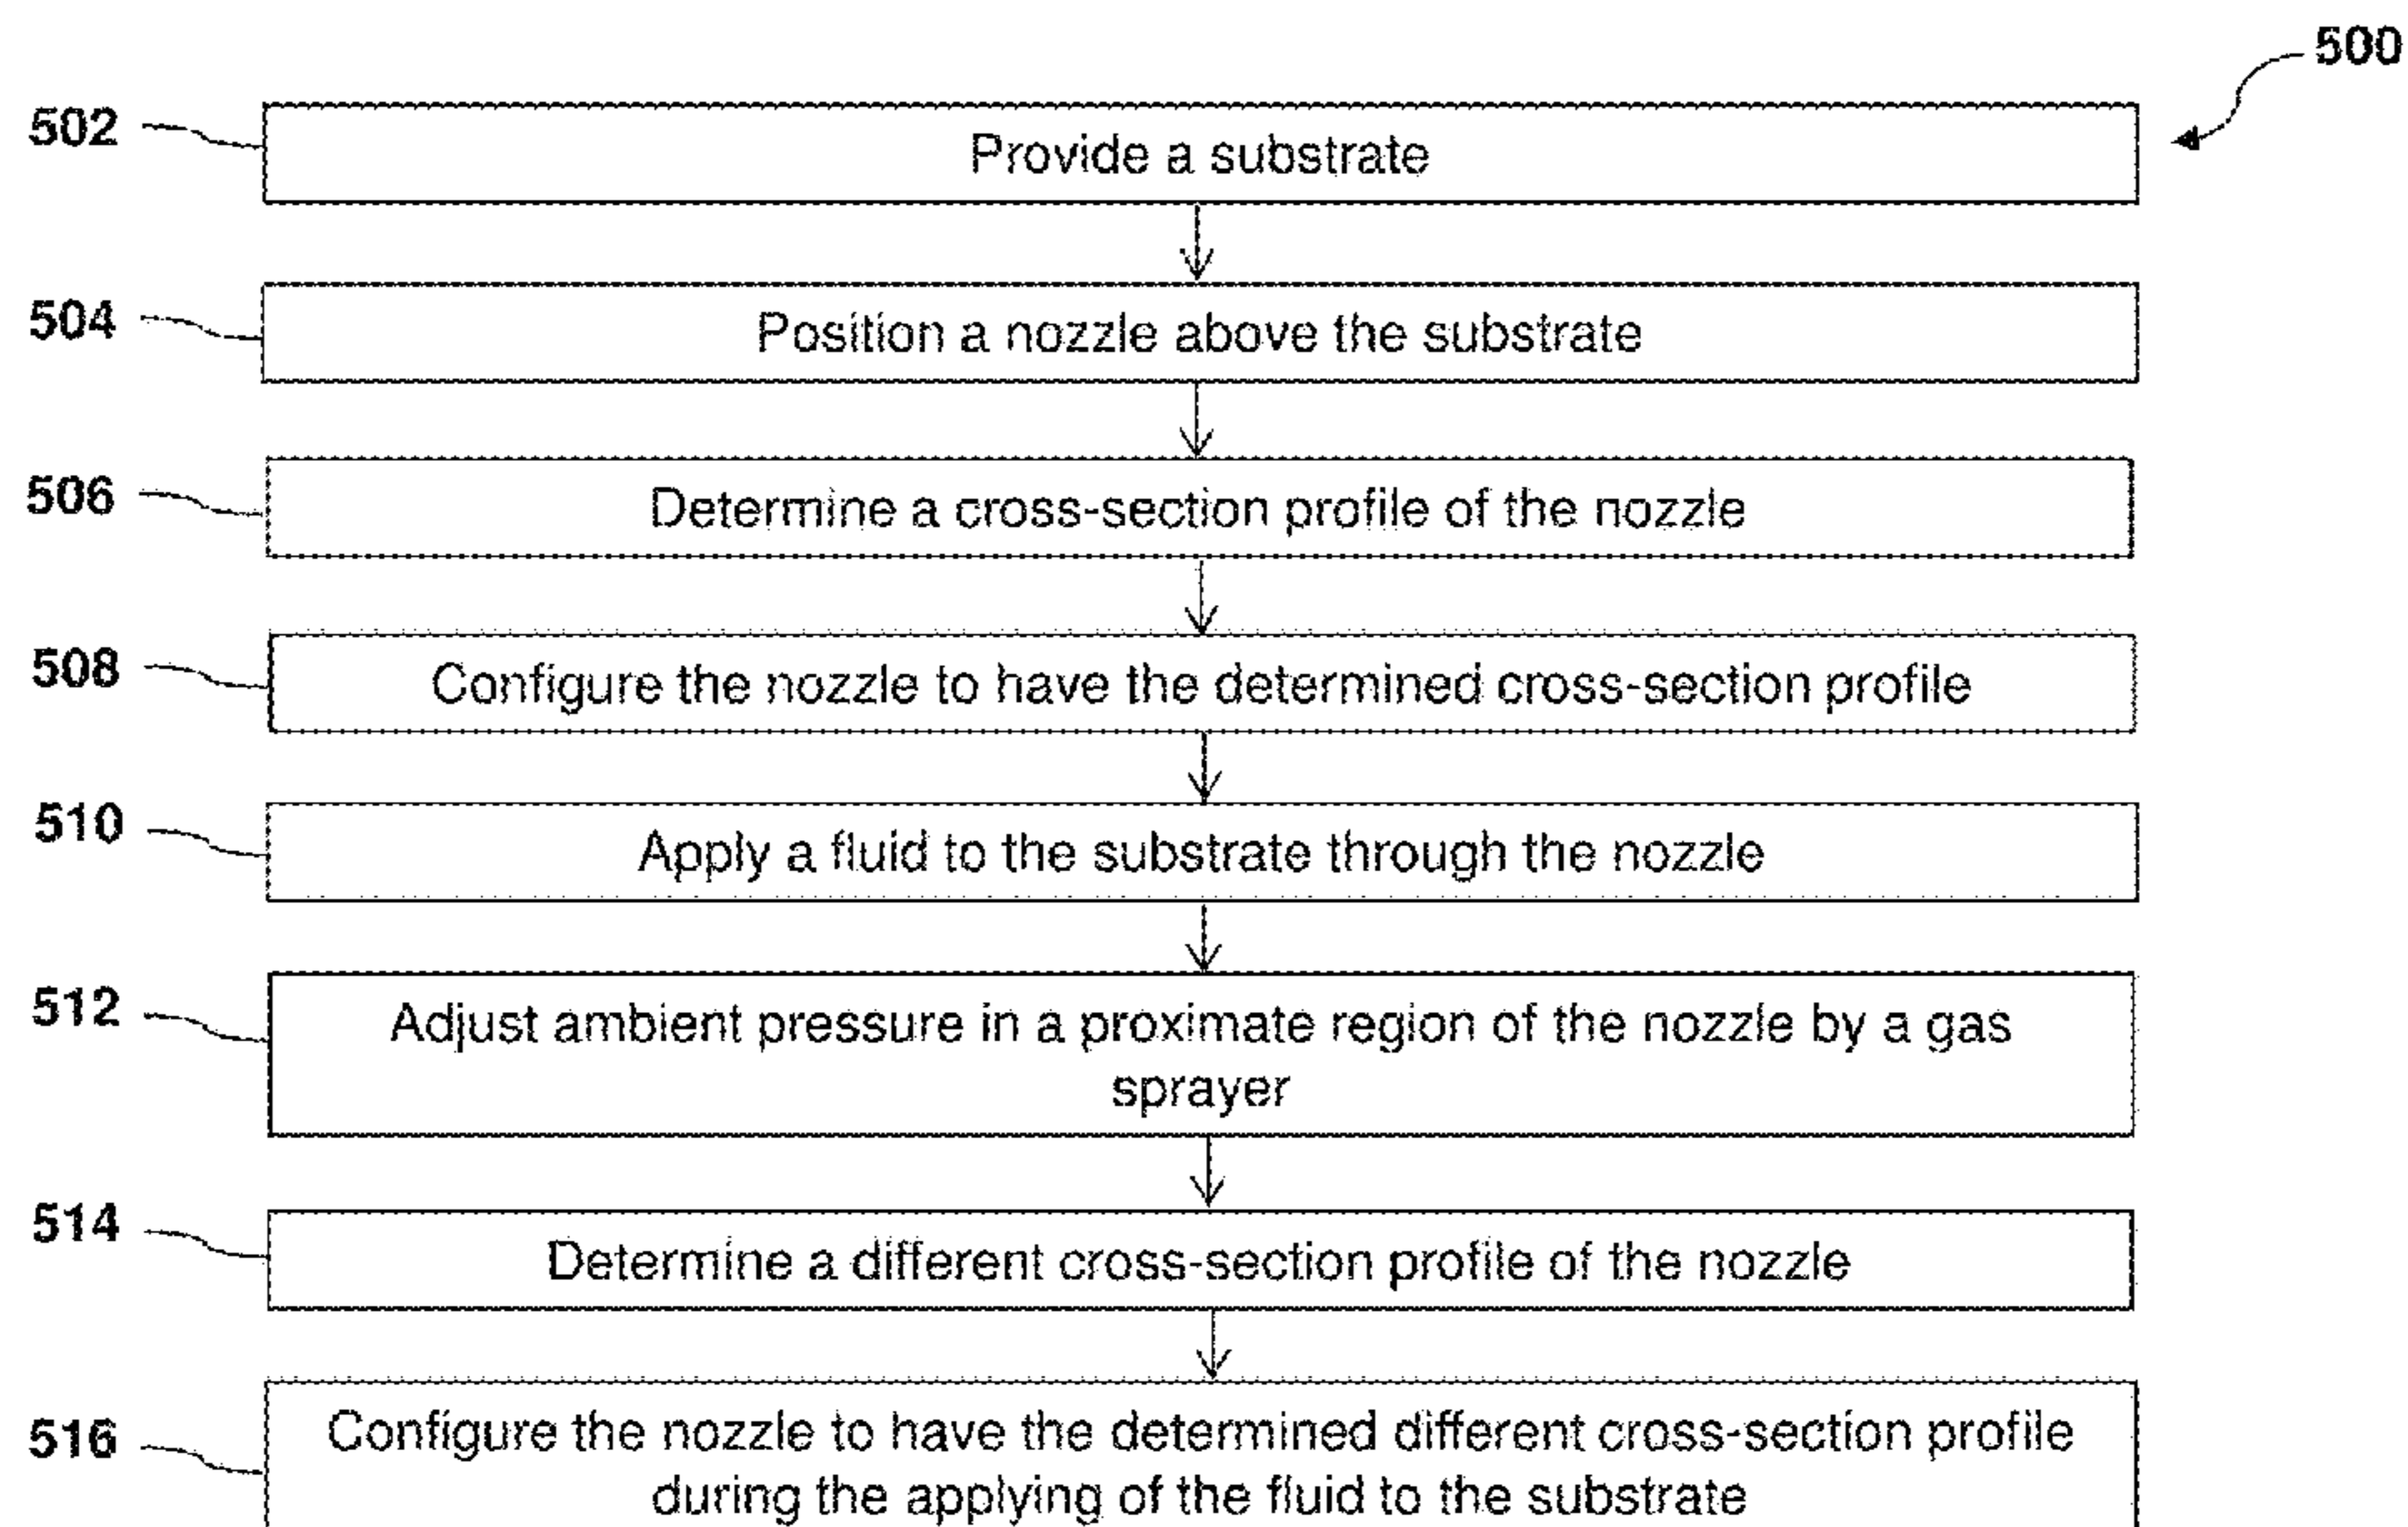 500
502
Provide a substrate
504
Position a nozzle above the substrate
506
Determine a cross-section profile of the nozzle
508
Configure the nozzle to have the determined cross-section profile
510
Apply a fluid to the substrate through the nozzle
512
Adjust ambient pressure in a proximate region of the nozzle by a gas
sprayer
514
Determine a different cross-section profile of the nozzle
516
Configure the nozzle to have the determined different cross-section profile
during the applying of the fluid to the substrate